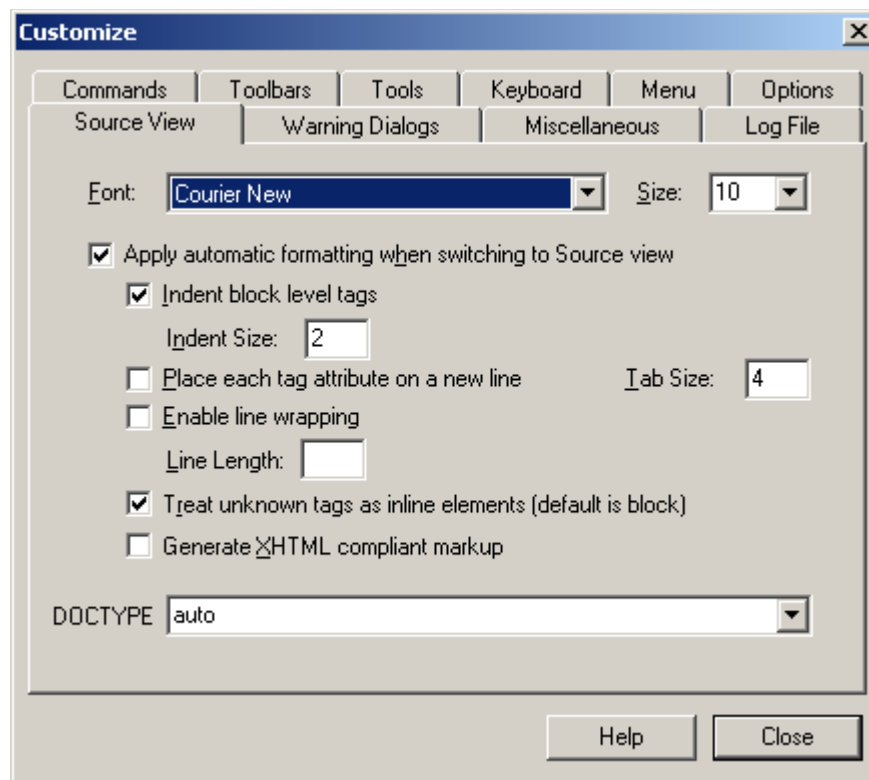 Customize
Commands Toolbars Tools Keyboard Menu Options
Source View Warning Dialogs Miscellaneous Log File
Font: Courier New Size: 10
Apply automatic formatting when switching to Source view
Indent block level tags
Indent Size: 2
Place each tag attribute on a new line Tab Size: 4
Enable line wrapping
Line Length:
Treat unknown tags as inline elements (default is block)
Generate XHTML compliant markup
DOCTYPE auto
Help Close